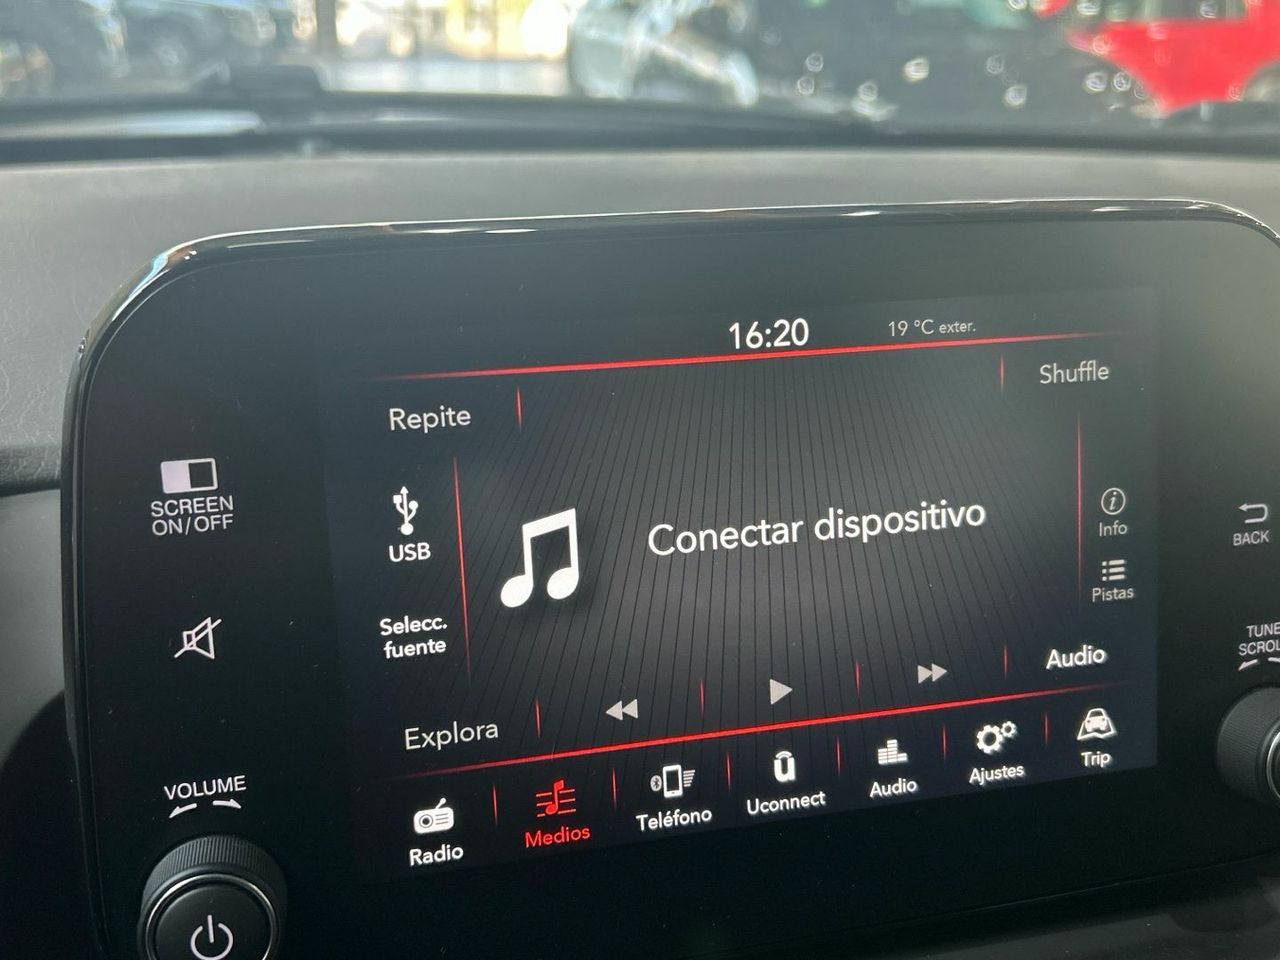 16:20
19 °C exter.
Repite
Shuffle
SCREEN
ON/OFF
USB
Conectar dispositivo
Info
BACK
Pistas
Selecc.
fuente
TUNE
Audio
Explora
VOLUME
Radio
Medios
Teléfono
Uconnect
Audio
Ajustes
Trip